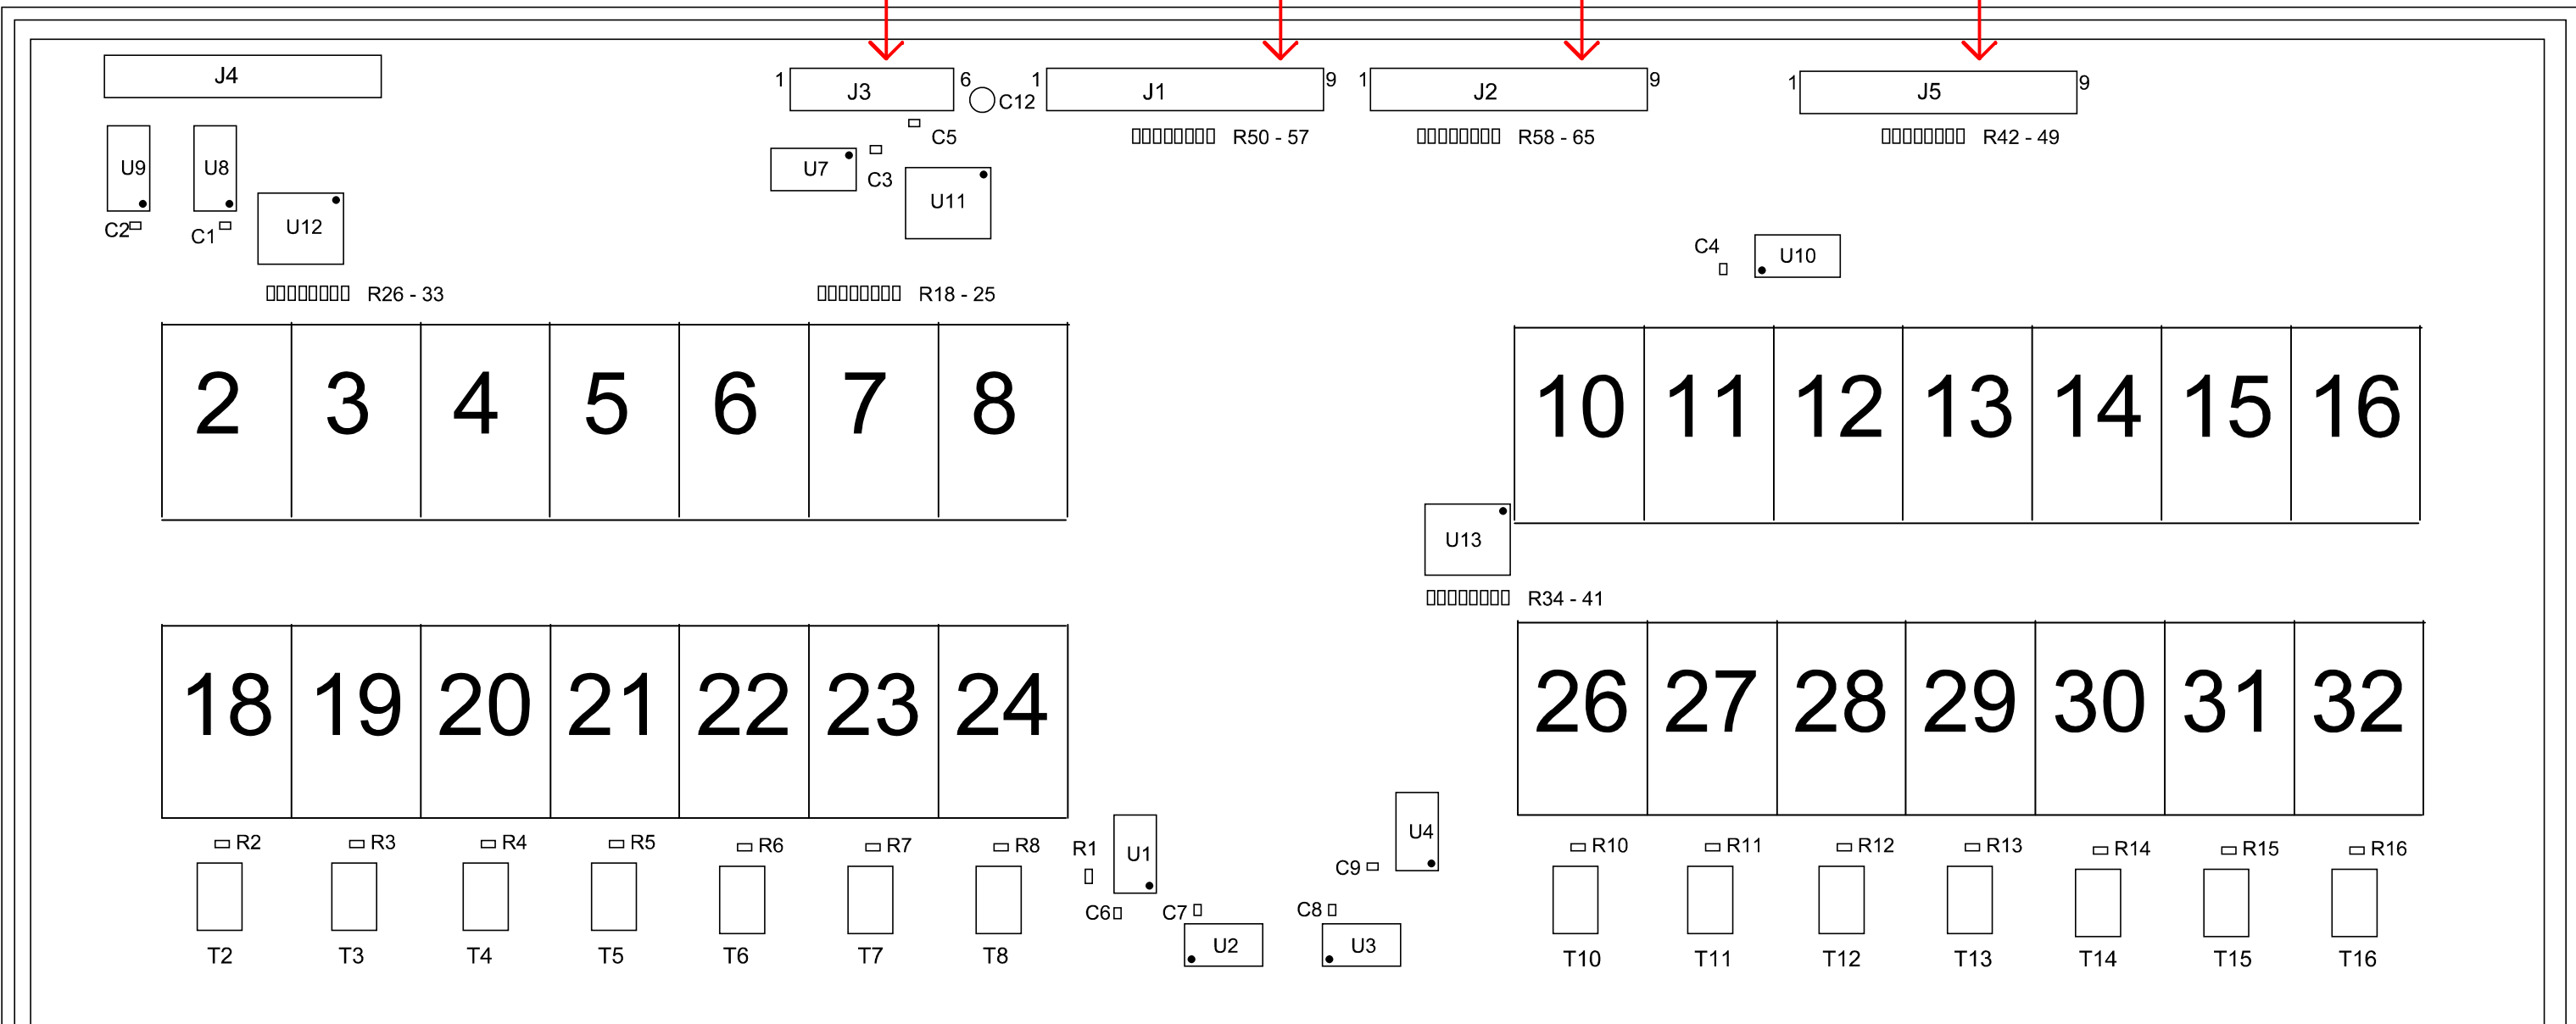 J4
1 J3 6
C12
1 J1 9
1 J2 9
1 J5 9
C5
R50 - 57
R58 - 65
R42 - 49
U9
U8
U7
C3
U11
C2
C1
U12
C4
U10
R26 - 33
R18 - 25
2 3 4 5 6 7 8
10 11 12 13 14 15 16
U13
R34 - 41
18 19 20 21 22 23 24
26 27 28 29 30 31 32
R2 R3 R4 R5 R6 R7 R8
R1
U1
U4
C9
R10 R11 R12 R13 R14 R15 R16
C6
C7
C8
U2
U3
T2 T3 T4 T5 T6 T7 T8
T10 T11 T12 T13 T14 T15 T16